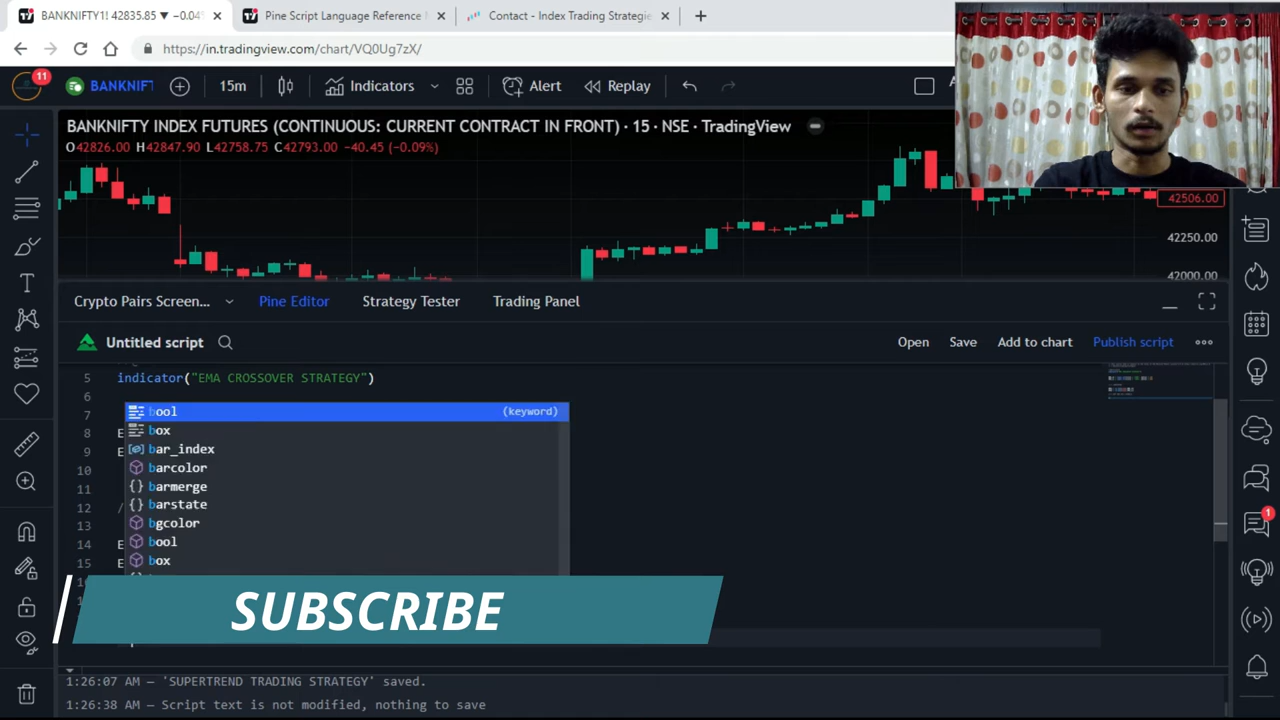 BANKNIFTY1! 42835.85 ▼ −0.04
Pine Script Language Reference
Contact - Index Trading Strategie
https://in.tradingview.com/chart/VQ0Ug7zX/
11
BANKNIFT
15m
Indicators
Alert
Replay
BANKNIFTY INDEX FUTURES (CONTINUOUS: CURRENT CONTRACT IN FRONT) · 15 · NSE · TradingView
O42826.00 H42847.90 L42758.75 C42793.00 −40.45 (−0.09%)
42506.00
42250.00
42000.00
Crypto Pairs Screen...
Pine Editor
Strategy Tester
Trading Panel
Untitled script
Open
Save
Add to chart
Publish script
5 indicator("EMA CROSSOVER STRATEGY")
6
7
8 E
9 E
10
11
12 /
13
14 E
15 E
bool (keyword)
box
bar_index
barcolor
barmerge
barstate
bgcolor
bool
box
SUBSCRIBE
1
1:26:07 AM — 'SUPERTREND TRADING STRATEGY' saved.
1:26:38 AM — Script text is not modified, nothing to save